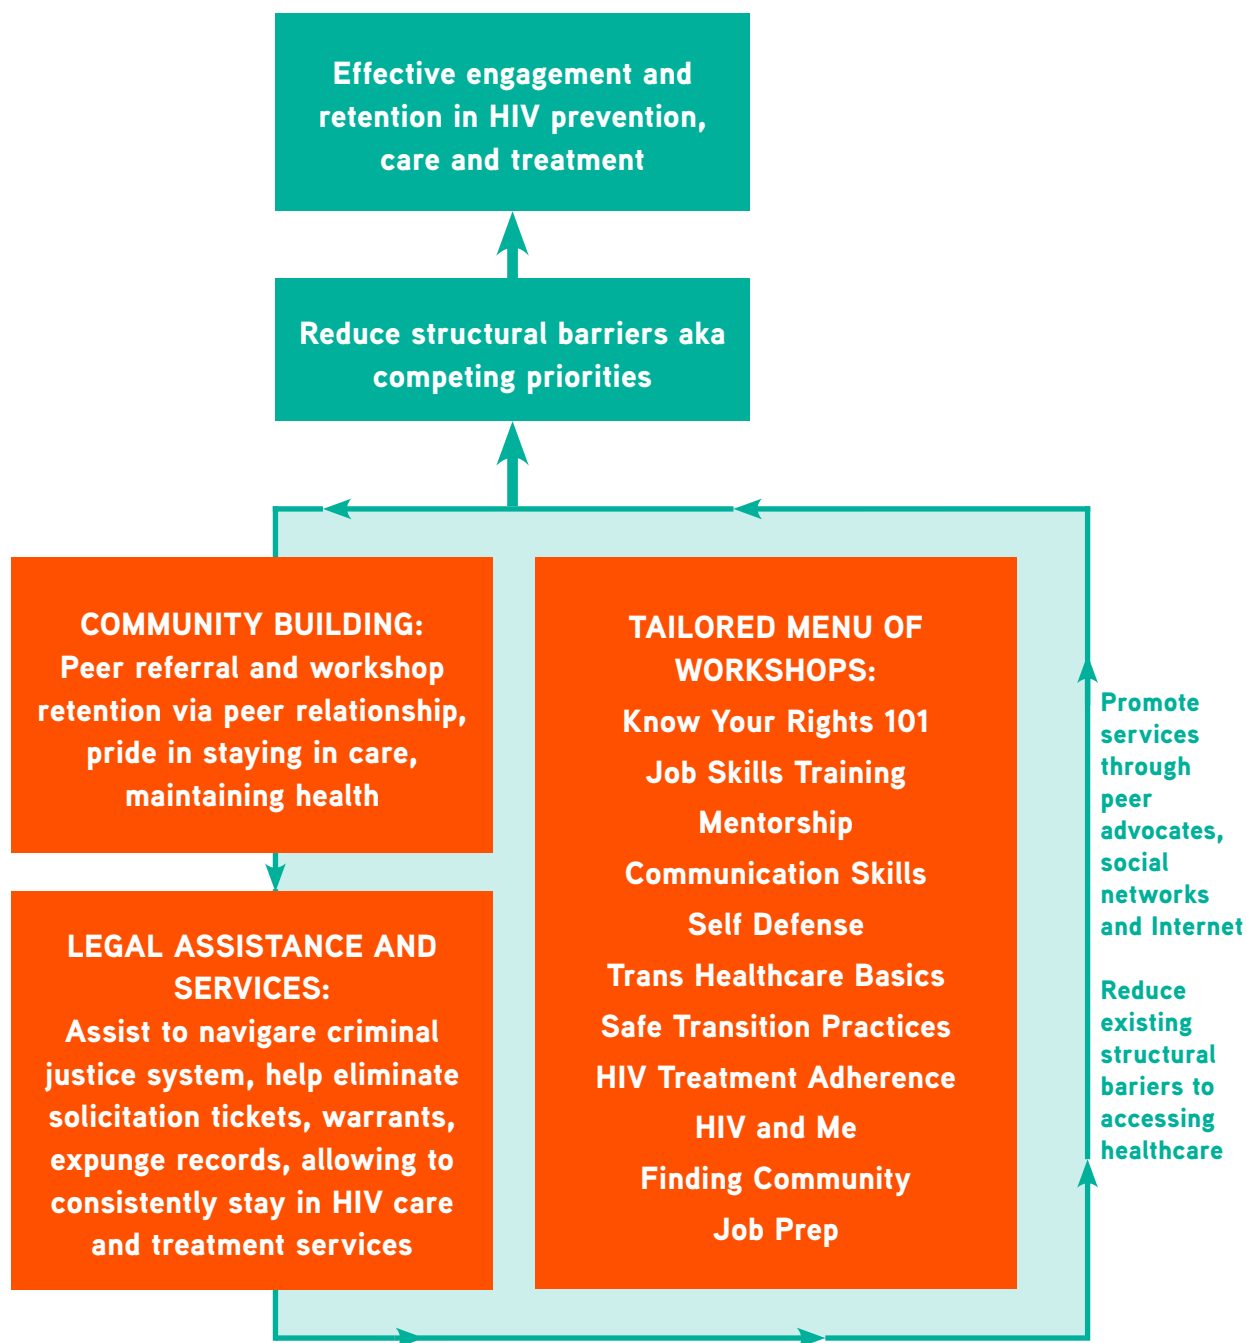 Effective engagement and
retention in HIV prevention,
care and treatment
Reduce structural barriers aka
competing priorities
COMMUNITY BUILDING:
Peer referral and workshop
retention via peer relationship,
pride in staying in care,
maintaining health
LEGAL ASSISTANCE AND
SERVICES:
Assist to navigare criminal
justice system, help eliminate
solicitation tickets, warrants,
expunge records, allowing to
consistently stay in HIV care
and treatment services
TAILORED MENU OF
WORKSHOPS:
Know Your Rights 101
Job Skills Training
Mentorship
Communication Skills
Self Defense
Trans Healthcare Basics
Safe Transition Practices
HIV Treatment Adherence
HIV and Me
Finding Community
Job Prep
Promote
services
through
peer
advocates,
social
networks
and Internet
Reduce
existing
structural
bariers to
accessing
healthcare